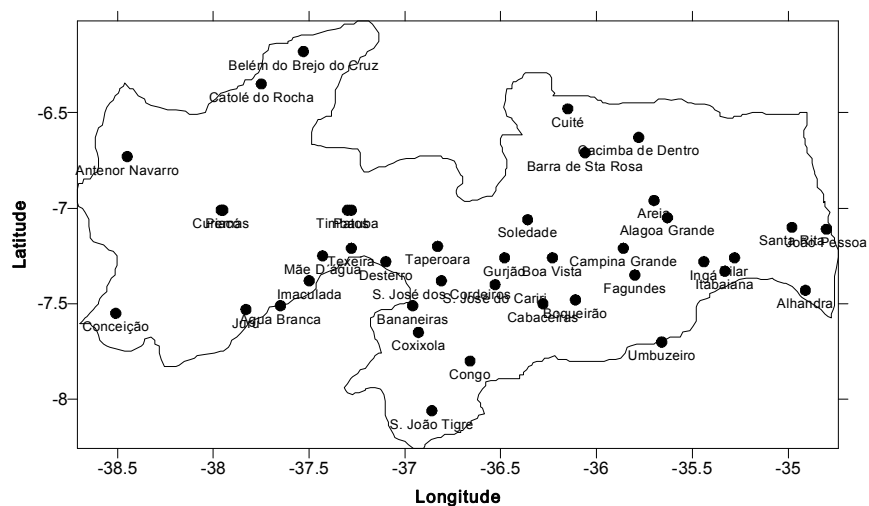 Belém do Brejo do Cruz
Catolé do Rocha
-6.5
Cuité
Cacimba de Dentro
Barra de Sta Rosa
Antenor Navarro
-7
Areia
Alagoa Grande
Soledade
Santa Rita
João Pessoa
Latitude
Texeira
Taperoara
Mãe D´água
Desterro
Gurjão
Boa Vista
Campina Grande
Ingá
Pilar
Itabaiana
Fagundes
Imaculada
S. José dos Cordeiros
S. José do Cariri
Alhandra
-7.5
Conceição
Juru
Água Branca
Bananeiras
Cabaceiras
Boqueirão
Coxixola
Umbuzeiro
Congo
-8
S. João Tigre
-38.5
-38
-37.5
-37
-36.5
-36
-35.5
-35
Longitude